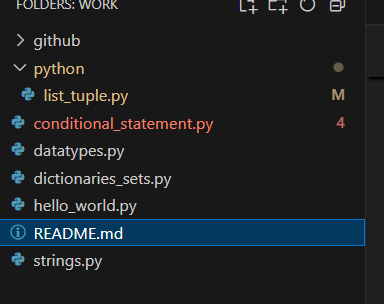 FOLDERS: WORK
github
python
list_tuple.py M
conditional_statement.py 4
datatypes.py
dictionaries_sets.py
hello_world.py
README.md
strings.py